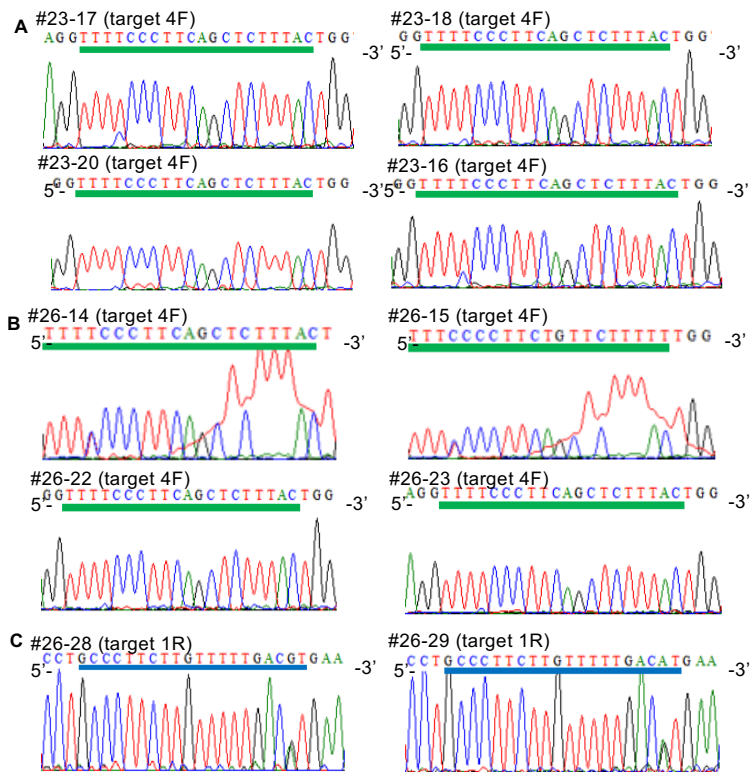 A
#23-17 (target 4F)
AGGTTTTCCCTTCAGCTCTTTACTGG
-3'
#23-18 (target 4F)
5'-
GGTTTTCCCTTCAGCTCTTTACTGG
-3'
#23-20 (target 4F)
5'-
GGTTTTCCCTTCAGCTCTTTACTGG
-3'
#23-16 (target 4F)
5'-
GGTTTTCCCTTCAGCTCTTTACTGG
-3'
B
#26-14 (target 4F)
5'-
TTTTCCCTTCAGCTCTTTACT
-3'
#26-15 (target 4F)
5'-
TTTCCCCTTCTGTTCTTTTTTGG
-3'
#26-22 (target 4F)
5'-
GGTTTTCCCTTCAGCTCTTTACTGG
-3'
#26-23 (target 4F)
5'-
AGGTTTTCCCTTCAGCTCTTTACTGG
-3'
C
#26-28 (target 1R)
5'-
CCTGCCCTTCTTGTTTTTGACGTGAA
-3'
#26-29 (target 1R)
5'-
CCTGCCCTTCTTGTTTTTGACATGAA
-3'